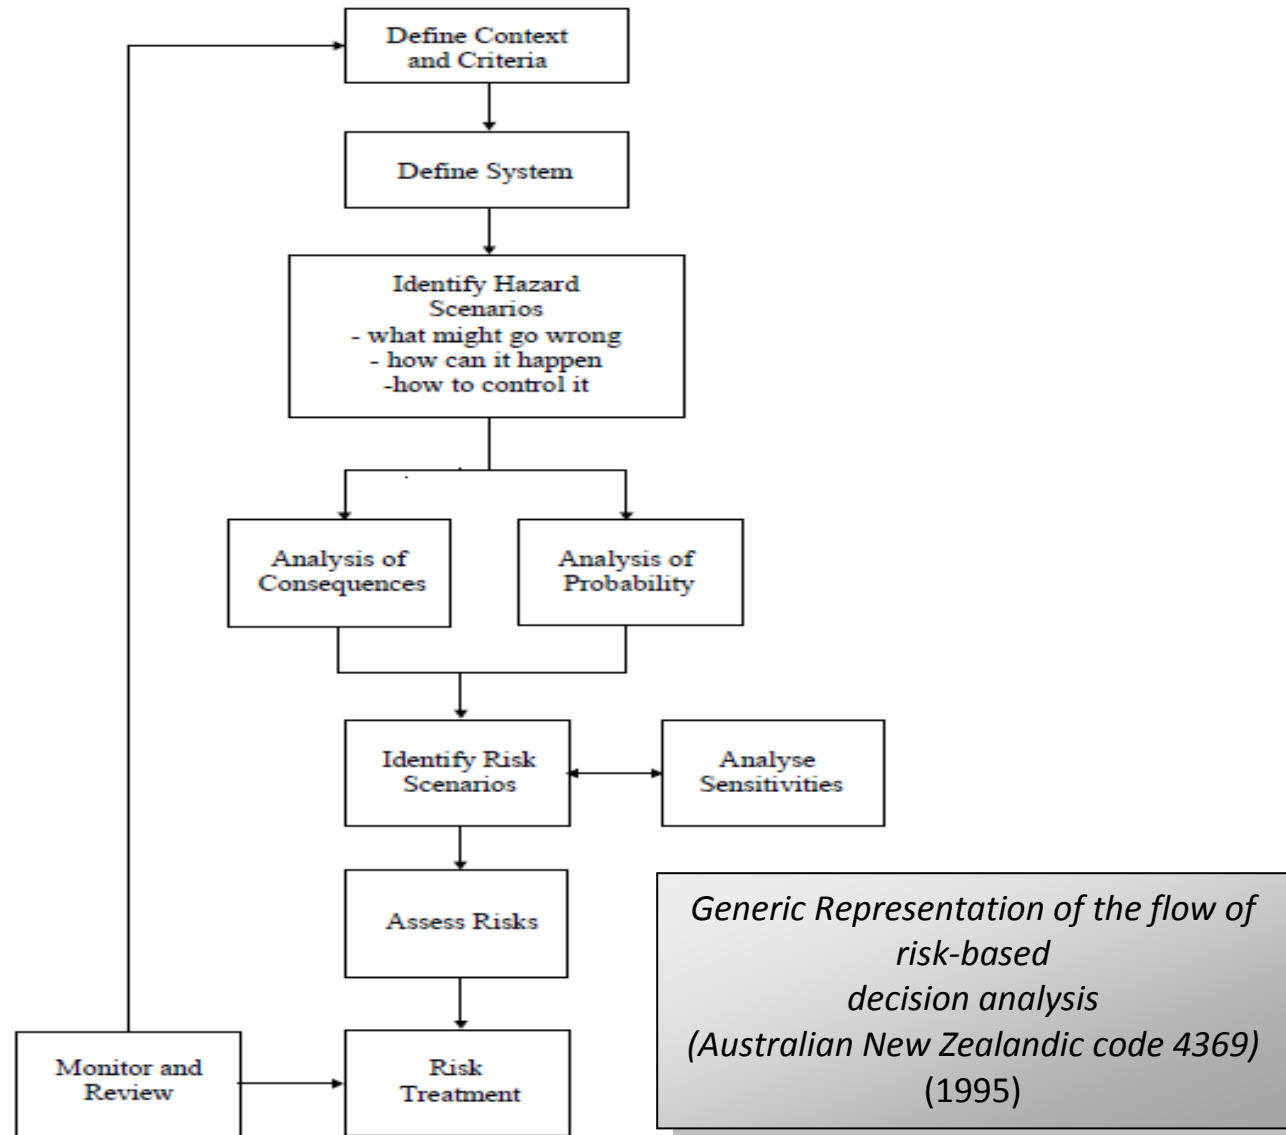 Define Context
and Criteria
Define System
Identify Hazard
Scenarios
- what might go wrong
- how can it happen
-how to control it
Analysis of
Consequences
Analysis of
Probability
Identify Risk
Scenarios
Analyse
Sensitivities
Assess Risks
Generic Representation of the flow of
risk-based
decision analysis
(Australian New Zealandic code 4369)
(1995)
Monitor and
Review
Risk
Treatment